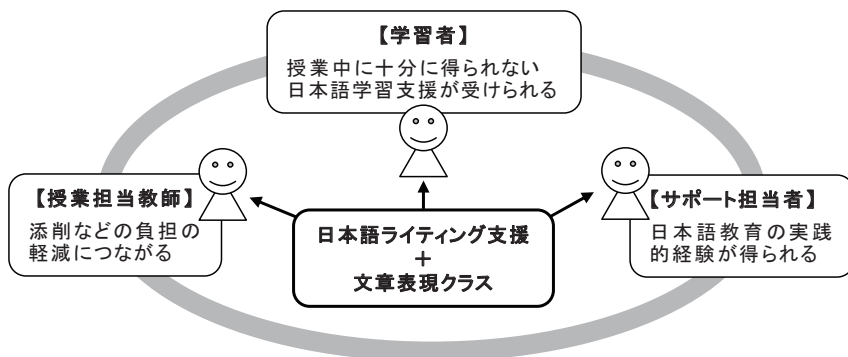 【学習者】
授業中に十分に得られない
日本語学習支援が受けられる
【授業担当教師】
添削などの負担の
軽減につながる
日本語ライティング支援
+
文章表現クラス
【サポート担当者】
日本語教育の実践
的経験が得られる